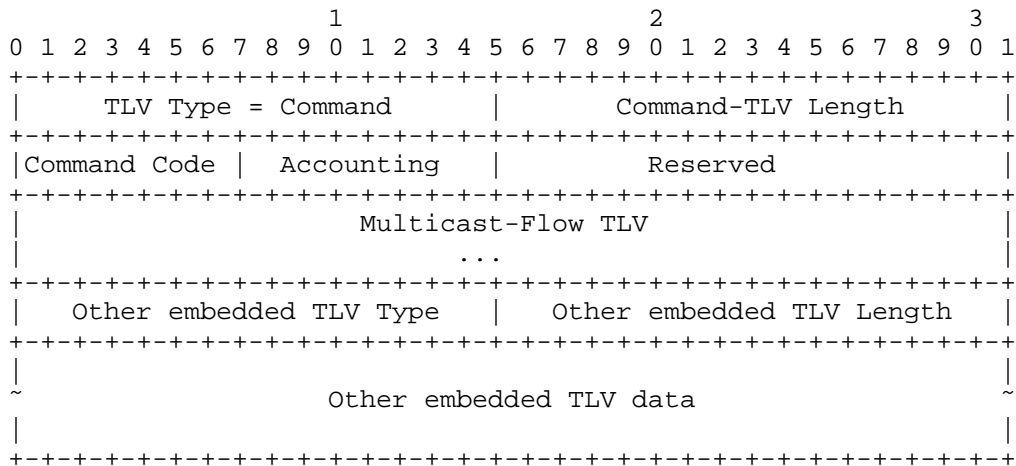 1                   2                   3
 0 1 2 3 4 5 6 7 8 9 0 1 2 3 4 5 6 7 8 9 0 1 2 3 4 5 6 7 8 9 0 1
+-+-+-+-+-+-+-+-+-+-+-+-+-+-+-+-+-+-+-+-+-+-+-+-+-+-+-+-+-+-+-+
|     TLV Type = Command      |       Command-TLV Length      |
+-+-+-+-+-+-+-+-+-+-+-+-+-+-+-+-+-+-+-+-+-+-+-+-+-+-+-+-+-+-+-+
|Command Code |  Accounting   |         Reserved              |
+-+-+-+-+-+-+-+-+-+-+-+-+-+-+-+-+-+-+-+-+-+-+-+-+-+-+-+-+-+-+-+
|                     Multicast-Flow TLV                      |
|                            ...                              |
+-+-+-+-+-+-+-+-+-+-+-+-+-+-+-+-+-+-+-+-+-+-+-+-+-+-+-+-+-+-+-+
|   Other embedded TLV Type   |   Other embedded TLV Length   |
+-+-+-+-+-+-+-+-+-+-+-+-+-+-+-+-+-+-+-+-+-+-+-+-+-+-+-+-+-+-+-+
|                                                             |
~                   Other embedded TLV data                   ~
|                                                             |
+-+-+-+-+-+-+-+-+-+-+-+-+-+-+-+-+-+-+-+-+-+-+-+-+-+-+-+-+-+-+-+